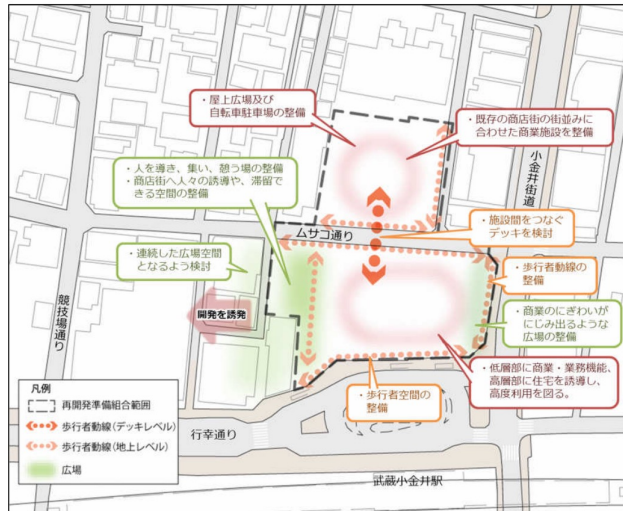 ・屋上広場及び
自転車駐車場の整備
・既存の商店街の街並みに
合わせた商業施設を整備
小金井街道
・人を導き、集い、憩う場の整備
・商店街へ人々の誘導や、滞留で
きる空間の整備
ムサコ通り
・施設間をつなぐ
デッキを検討
・連続した広場空間
となるよう検討
・歩行者動線の
整備
競技場通り
開発を誘発
・商業のにぎわいが
にじみ出るような
広場の整備
・低層部に商業・業務機能、
高層部に住宅を誘導し、
高度利用を図る。
・歩行者空間の
整備
凡例
再開発準備組合範囲
歩行者動線(デッキレベル)
歩行者動線(地上レベル)
広場
行幸通り
武蔵小金井駅